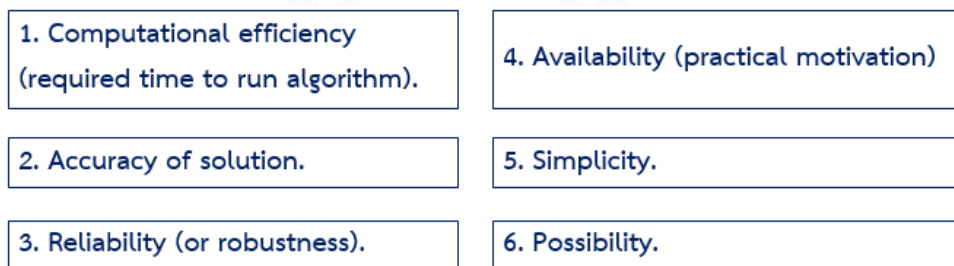 1. Computational efficiency
(required time to run algorithm).
2. Accuracy of solution.
3. Reliability (or robustness).
4. Availability (practical motivation)
5. Simplicity.
6. Possibility.